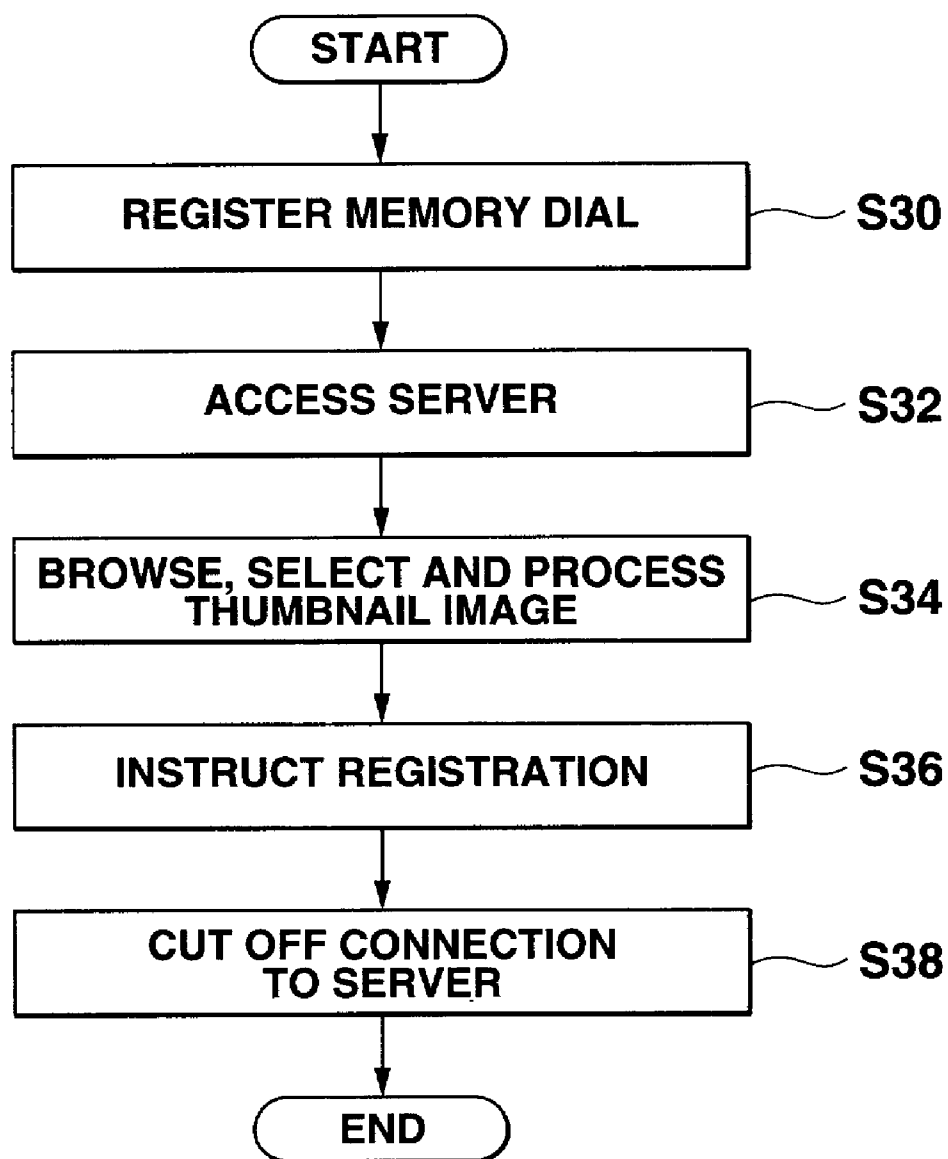 START
REGISTER MEMORY DIAL
S30
ACCESS SERVER
S32
BROWSE, SELECT AND PROCESS
THUMBNAIL IMAGE
S34
INSTRUCT REGISTRATION
S36
CUT OFF CONNECTION
TO SERVER
S38
END